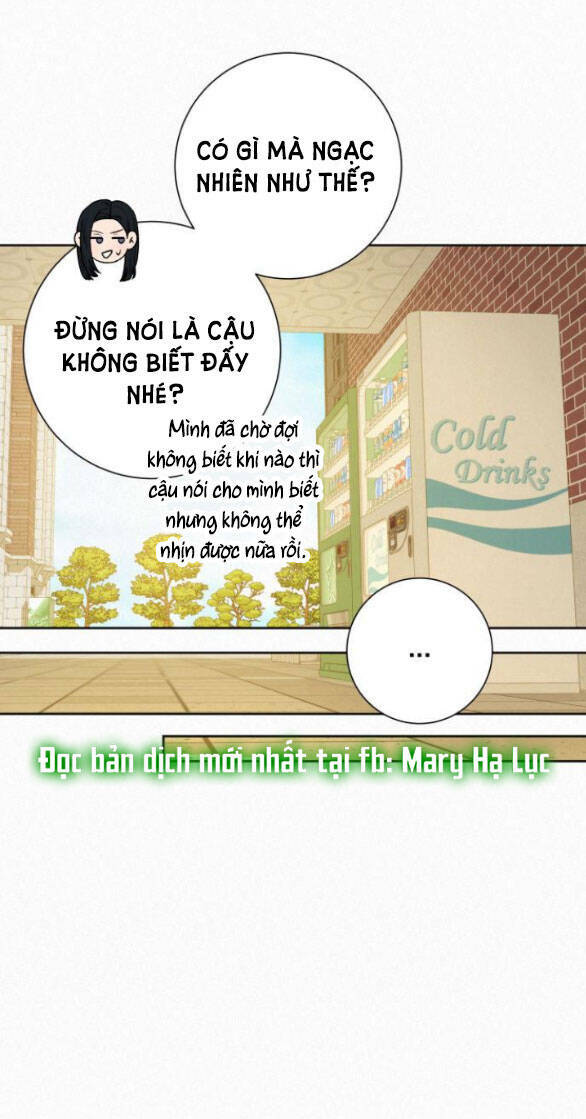 CÓ GÌ MÀ NGẠC
NHIÊN NHƯ THẾ?
ĐỪNG NÓI LÀ CẬU
KHÔNG BIẾT ĐẤY
NHÉ?
Mình đã chờ đợi
không biết khi nào thì
cậu nói cho mình biết
nhưng không thể
nhịn được nữa rồi.
Cold
Drinks
...
Đọc bản dịch mới nhất tại fb: Mary Hạ Lục